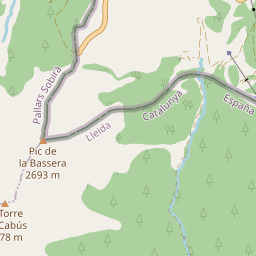 Pallars Sobirà
Catalunya
España
Lleida
Pic de
la Bassera
2693 m
Torre
Cabús
78 m